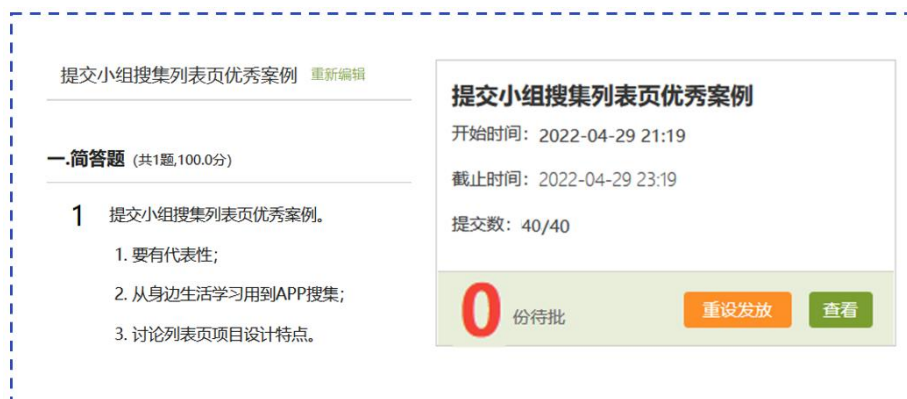 提交小组搜集列表页优秀案例 重新编辑
一.简答题 (共1题,100.0分)
1 提交小组搜集列表页优秀案例。
1. 要有代表性;
2. 从身边生活学习用到APP搜集;
3. 讨论列表页项目设计特点。
提交小组搜集列表页优秀案例
开始时间: 2022-04-29 21:19
截止时间: 2022-04-29 23:19
提交数: 40/40
0 份待批 重设发放 查看